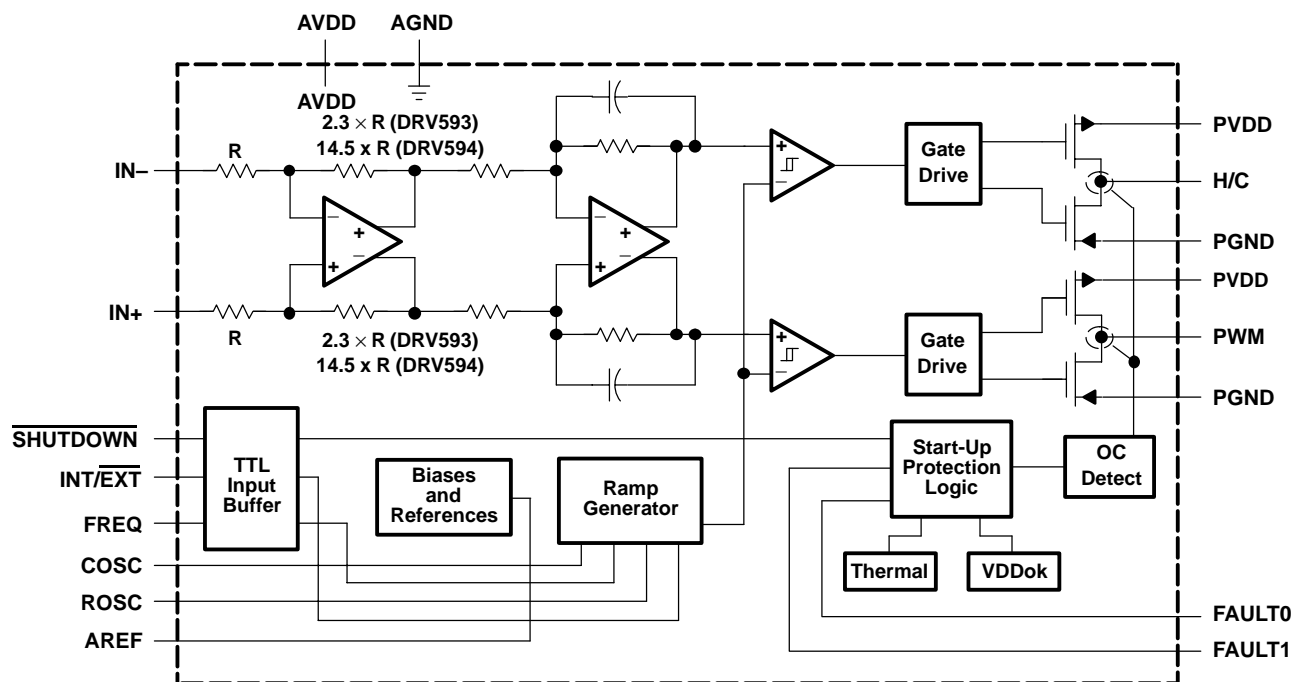 AVDD
AGND
AVDD
2.3 × R (DRV593)
14.5 x R (DRV594)
R
IN–
+
–
–
+
+
–
–
+
+
–
Gate
Drive
PVDD
H/C
PGND
IN+
R
2.3 × R (DRV593)
14.5 x R (DRV594)
+
–
Gate
Drive
PVDD
PWM
PGND
SHUTDOWN
INT/EXT
FREQ
COSC
ROSC
AREF
TTL
Input
Buffer
Biases
and
References
Ramp
Generator
Start-Up
Protection
Logic
OC
Detect
Thermal
VDDok
FAULT0
FAULT1